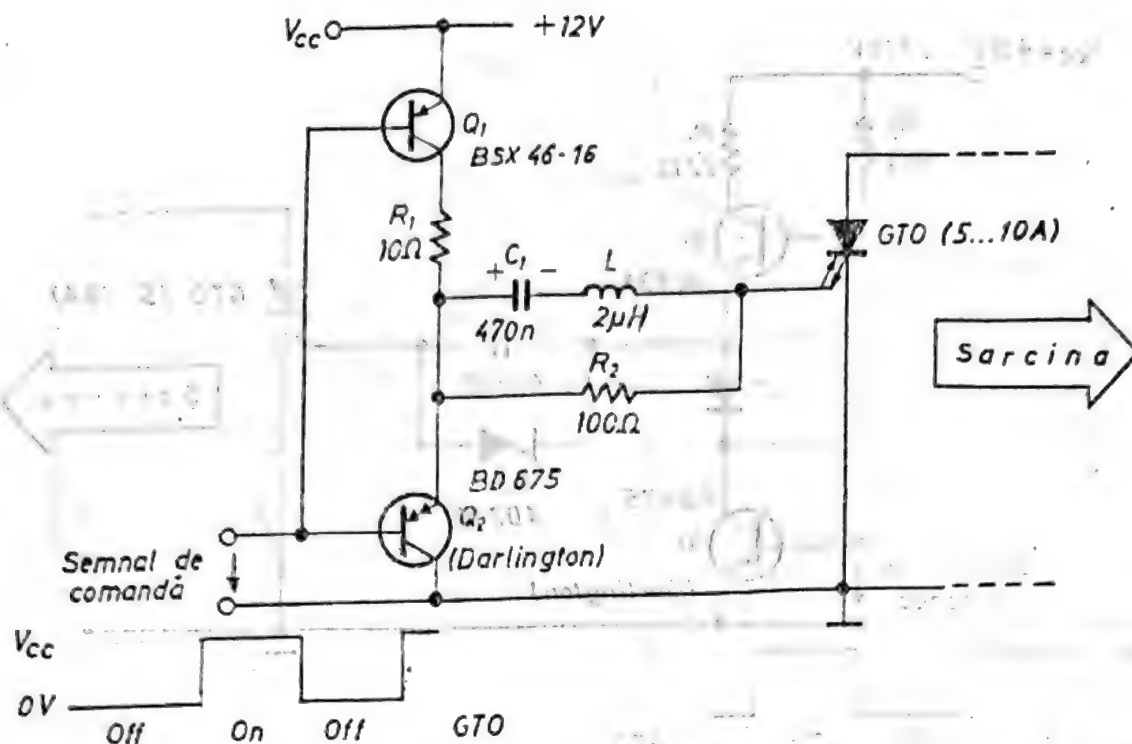 Vcc +12V
Q1
BSX 46-16
R1
10Ω
C1
+ -
470n
L
2μH
GTO (5...10A)
Sarcina
R2
100Ω
BD 675
Q2
(Darlington)
Semnal de
comandă
Vcc
0V
Off On Off GTO